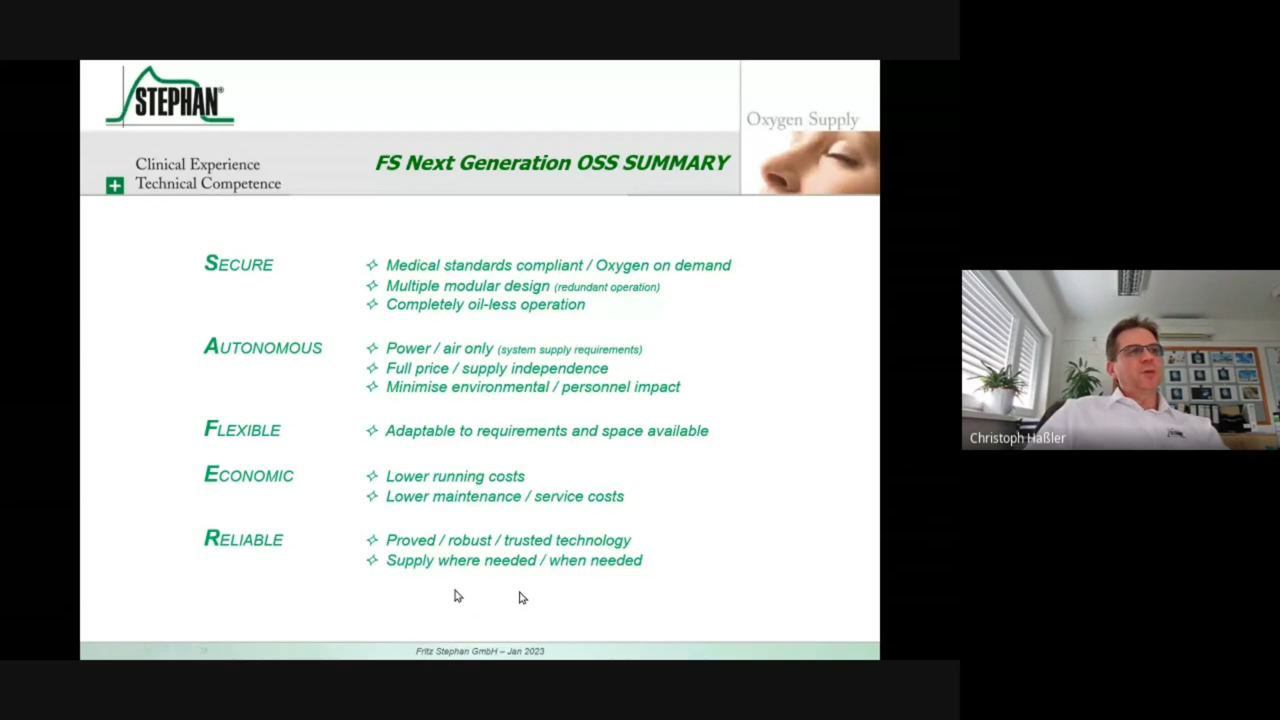 STEPHAN®
Oxygen Supply
Clinical Experience
Technical Competence
FS Next Generation OSS SUMMARY
SECURE
Medical standards compliant / Oxygen on demand
Multiple modular design (redundant operation)
Completely oil-less operation
AUTONOMOUS
Power / air only (system supply requirements)
Full price / supply independence
Minimise environmental / personnel impact
FLEXIBLE
Adaptable to requirements and space available
ECONOMIC
Lower running costs
Lower maintenance / service costs
RELIABLE
Proved / robust / trusted technology
Supply where needed / when needed
Fritz Stephan GmbH – Jan 2023
Christoph Haßler